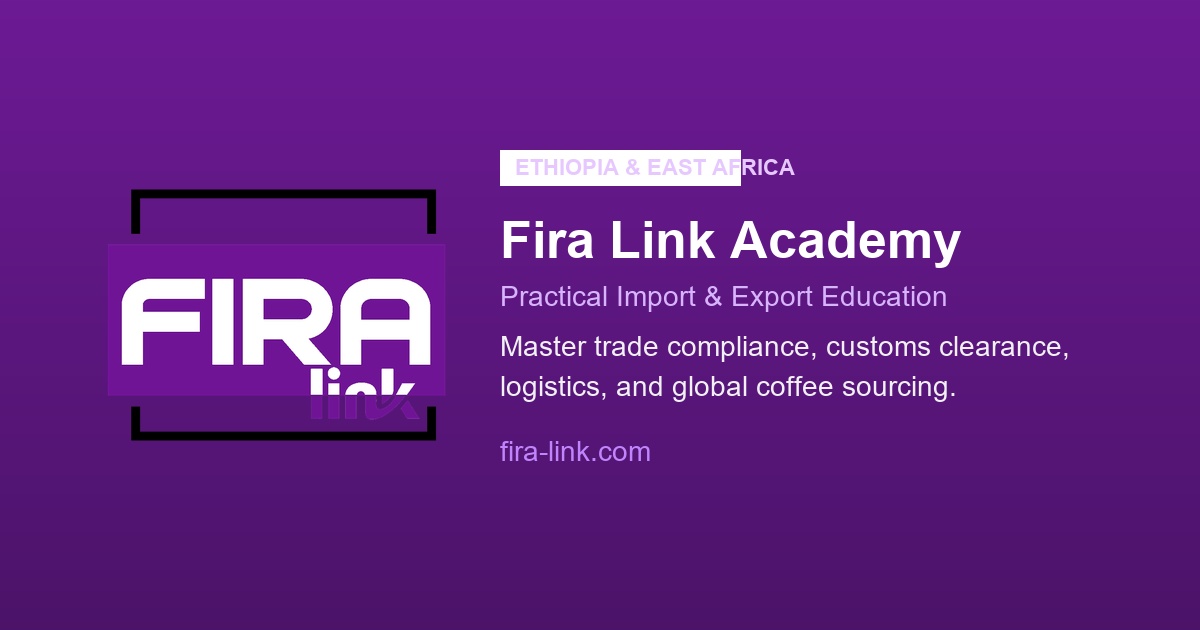 FIRA
link
ETHIOPIA & EAST AFRICA
Fira Link Academy
Practical Import & Export Education
Master trade compliance, customs clearance,
logistics, and global coffee sourcing.
fira-link.com